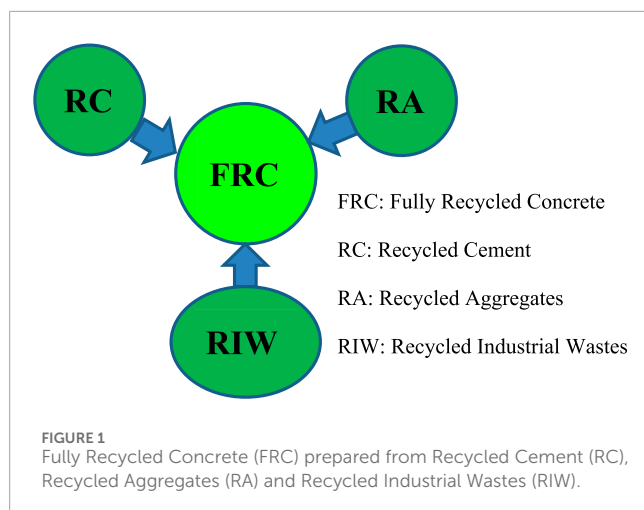 RC
RA
FRC
FRC: Fully Recycled Concrete
RC: Recycled Cement
RA: Recycled Aggregates
RIW
RIW: Recycled Industrial Wastes
FIGURE 1
Fully Recycled Concrete (FRC) prepared from Recycled Cement (RC),
Recycled Aggregates (RA) and Recycled Industrial Wastes (RIW).